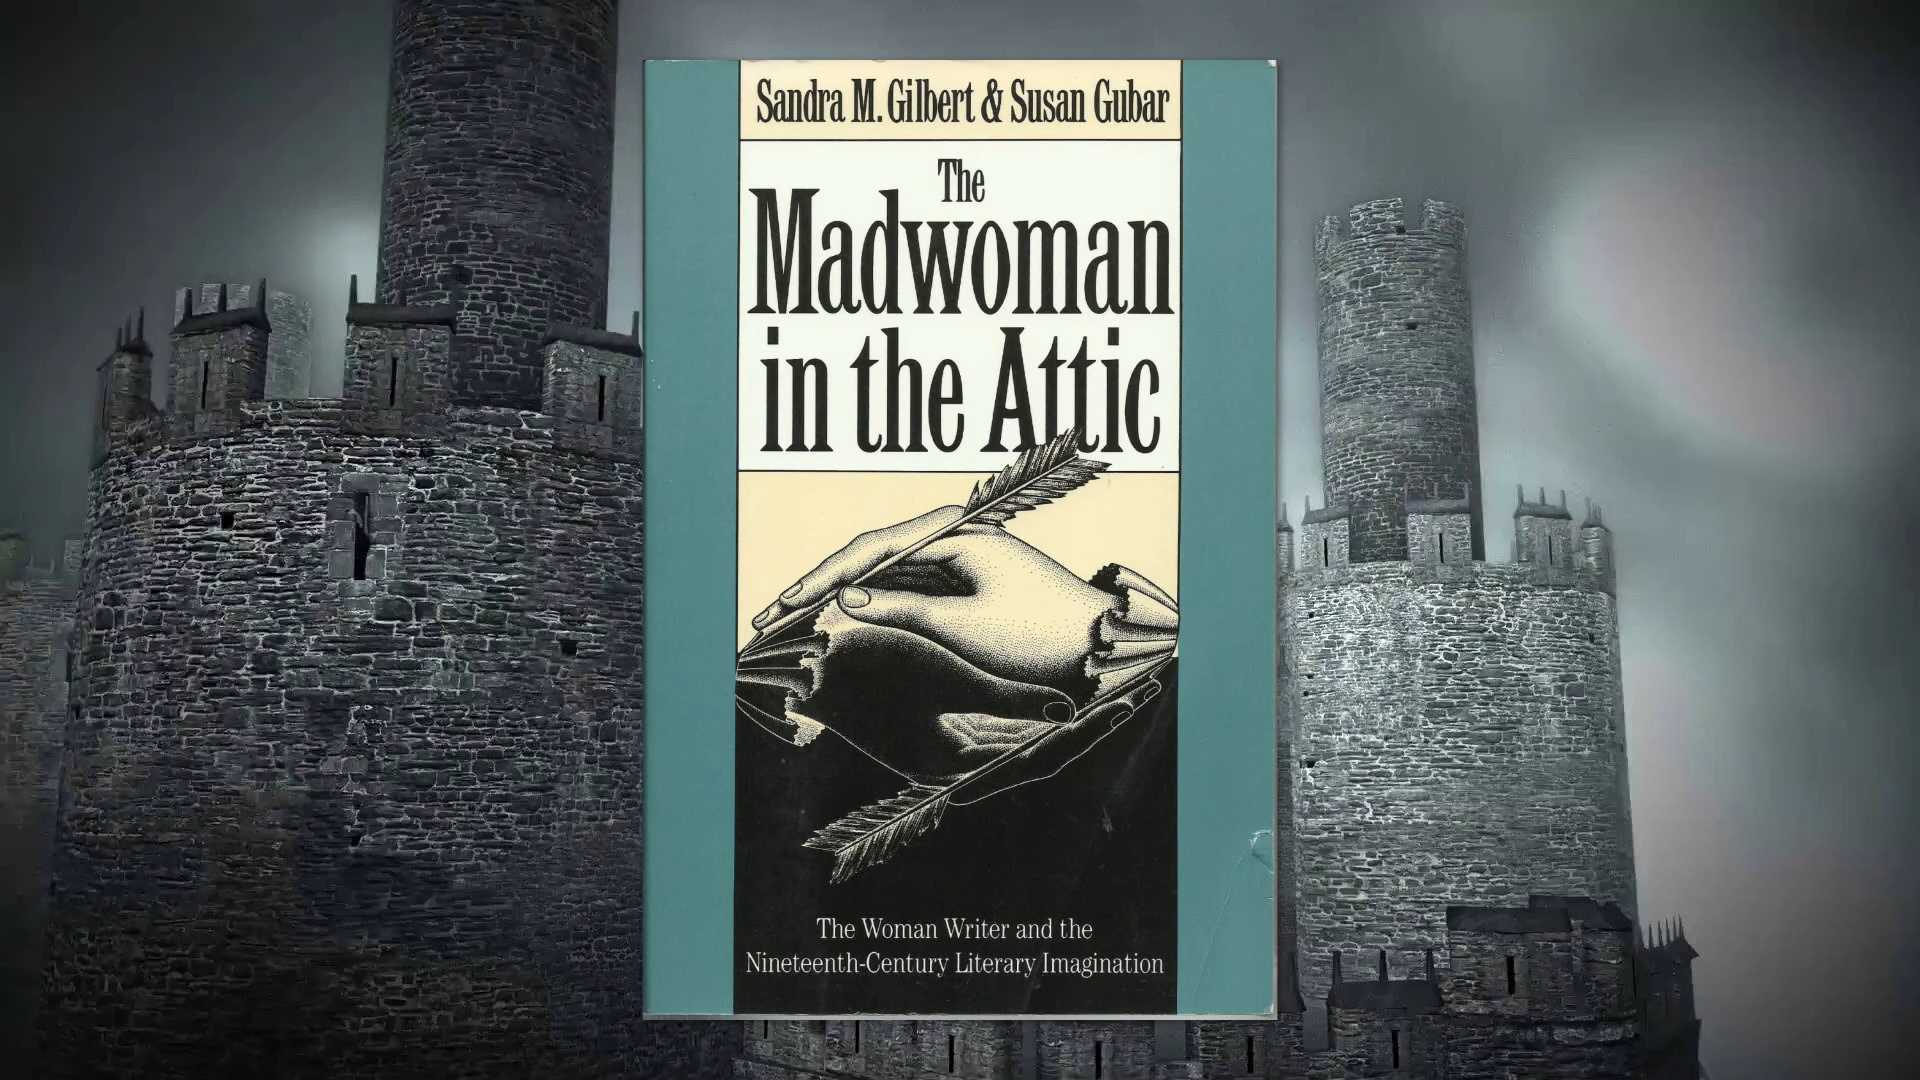 Sandra M. Gilbert & Susan Gubar
The
Madwoman
in the Attic
The Woman Writer and the
Nineteenth-Century Literary Imagination